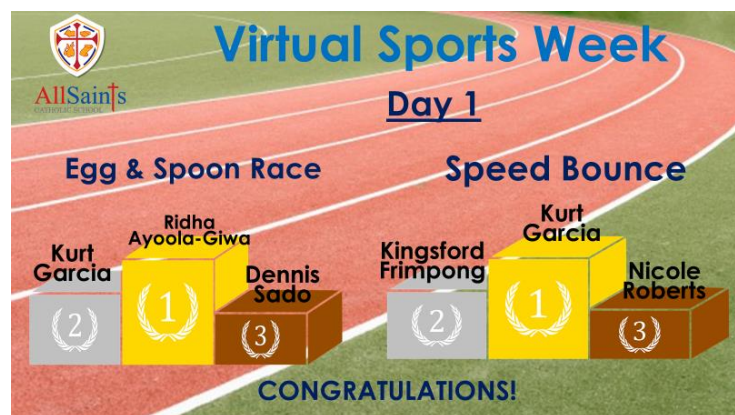 Virtual Sports Week
AllSaints
CATHOLIC SCHOOL
Day 1
Egg & Spoon Race
Kurt
Garcia
Ridha
Ayoola-Giwa
Dennis
Sado
2
1
3
Speed Bounce
Kingsford
Frimpong
Kurt
Garcia
Nicole
Roberts
2
1
3
CONGRATULATIONS!